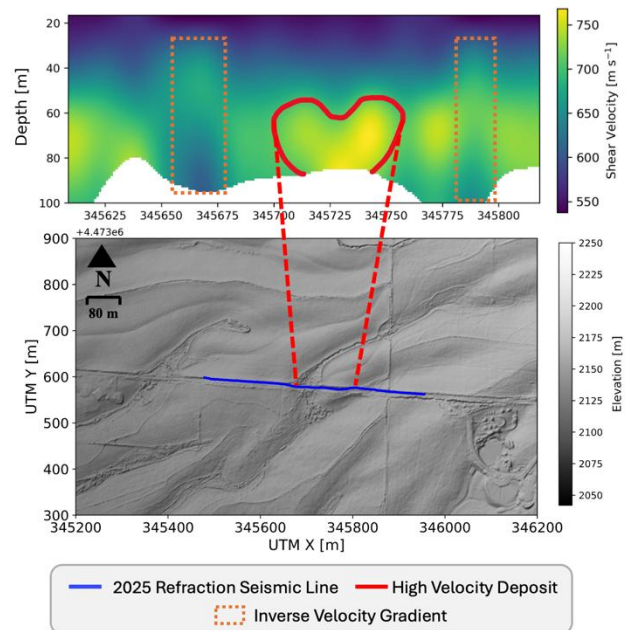 20
40
60
80
100
Depth [m]
345625 345650 345675 345700 345725 345750 345775 345800
750
700
650
600
550
Shear Velocity [m s⁻¹]
+4.473e6
900
800
700
600
500
400
300
UTM Y [m]
N
80 m
345200 345400 345600 345800 346000 346200
UTM X [m]
2250
2225
2200
2175
2150
2125
2100
2075
2050
Elevation [m]
2025 Refraction Seismic Line High Velocity Deposit
Inverse Velocity Gradient